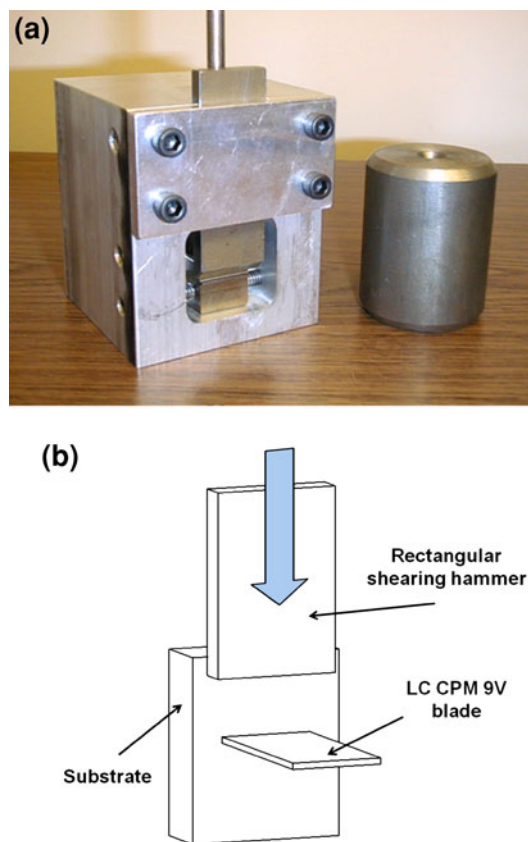 (a)
(b)
Rectangular
shearing hammer
LC CPM 9V
blade
Substrate